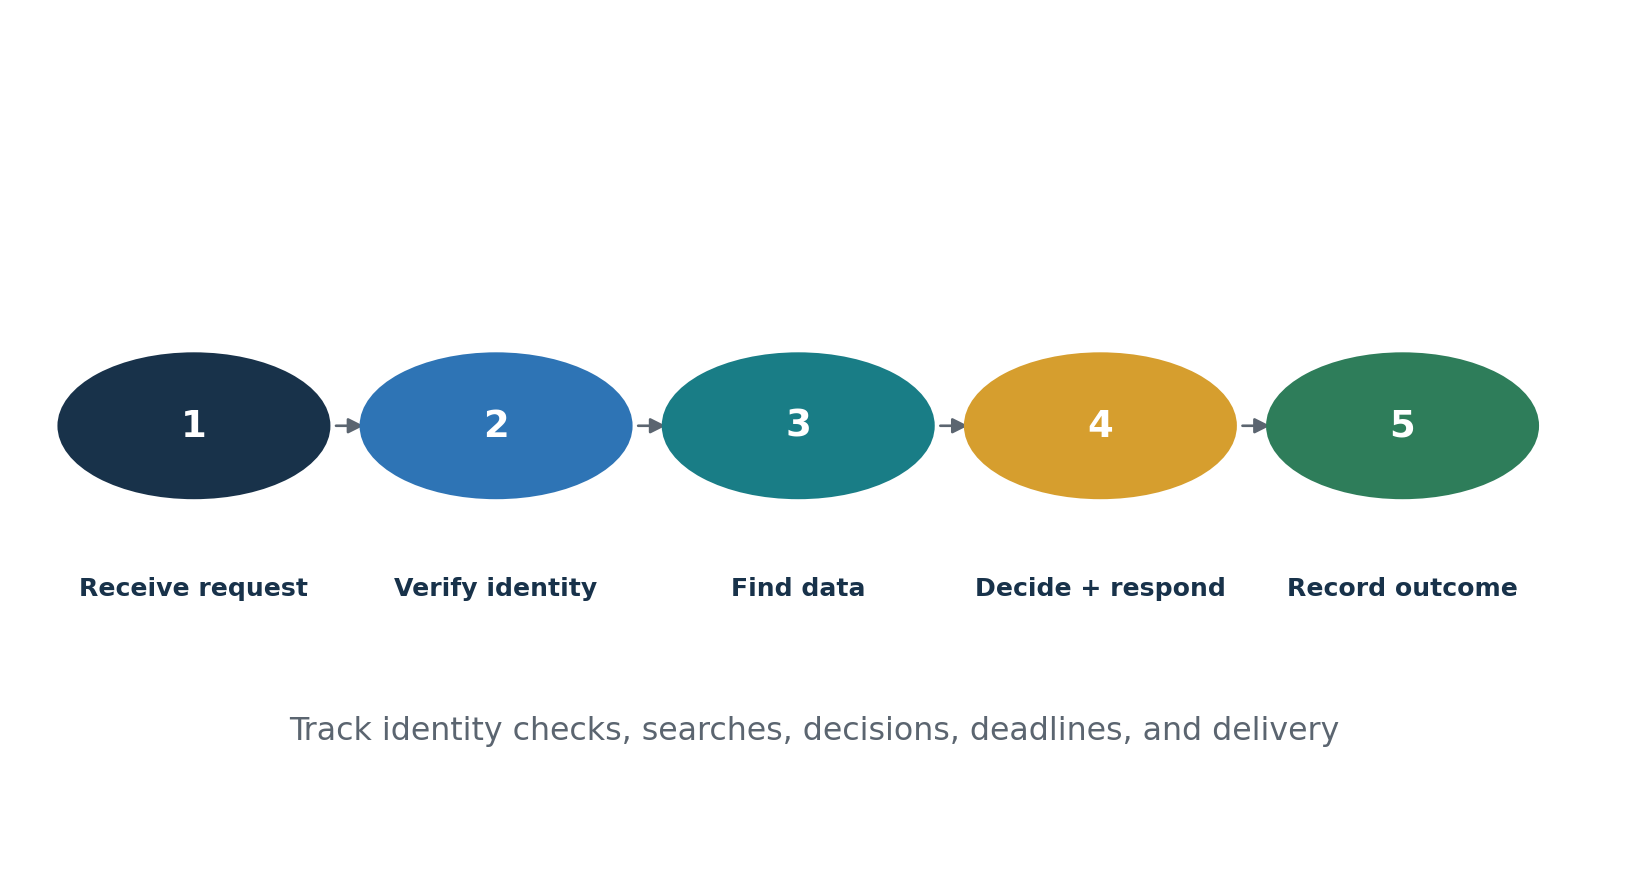 1
2
3
4
5
Receive request
Verify identity
Find data
Decide + respond
Record outcome
Track identity checks, searches, decisions, deadlines, and delivery